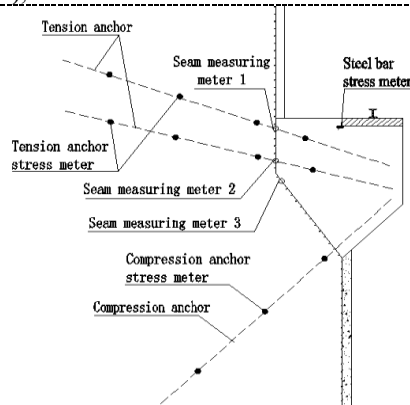 Tension anchor
Seam measuring
meter 1
Steel bar
stress meter
Tension anchor
stress meter
Seam measuring meter 2
Seam measuring meter 3
Compression anchor
stress meter
Compression anchor